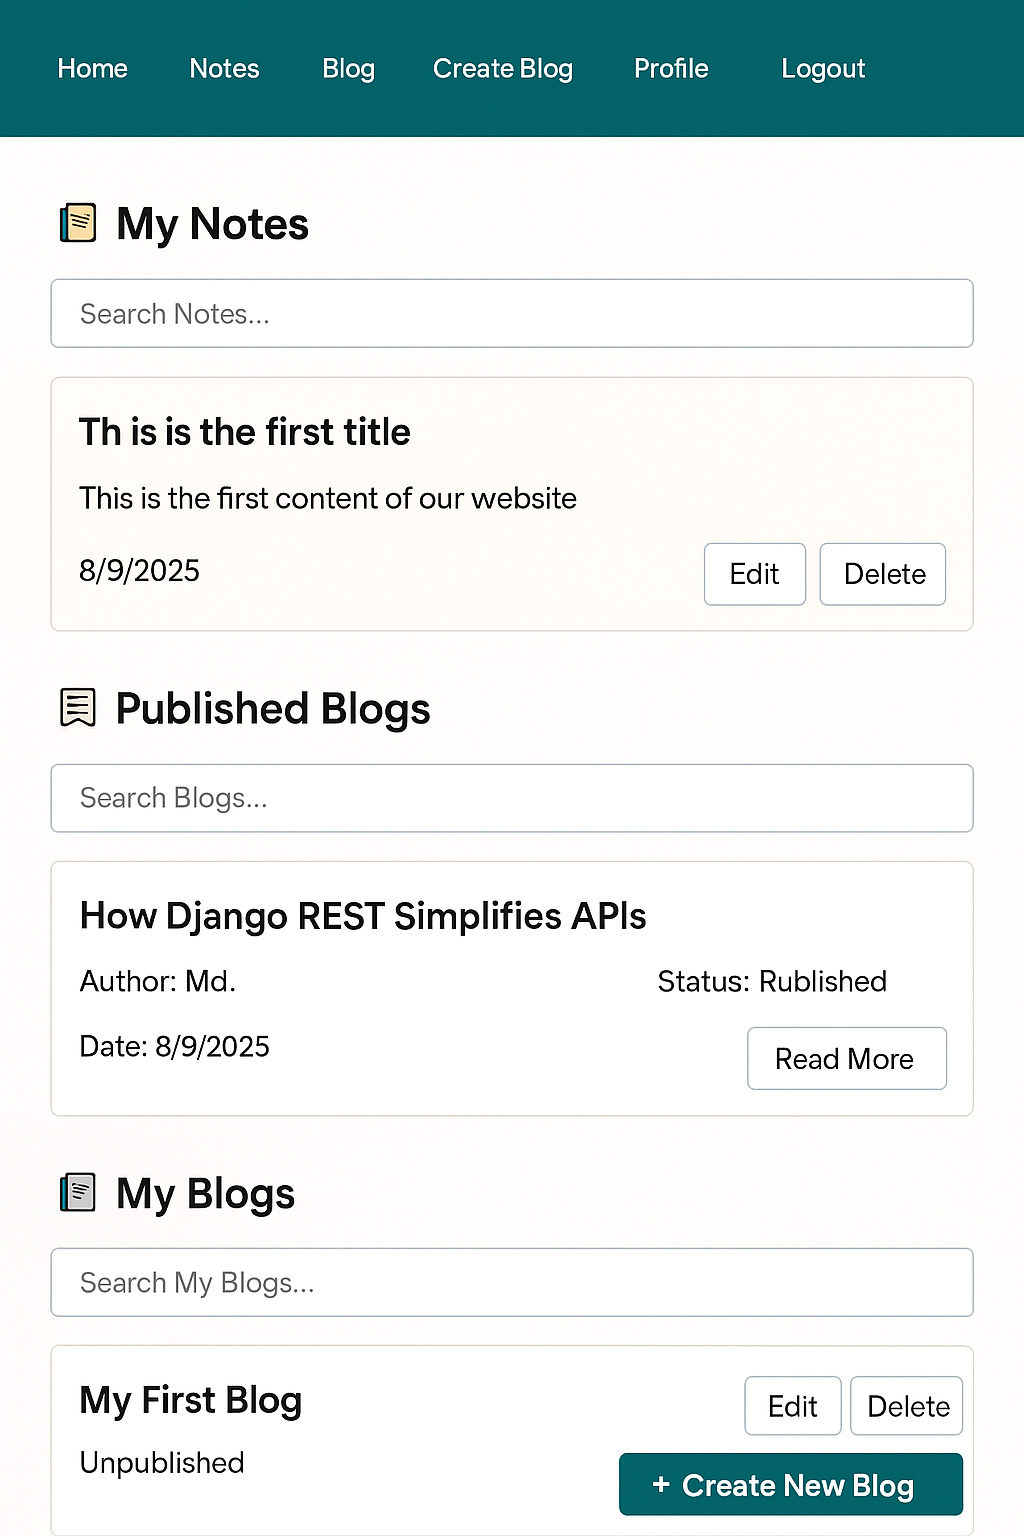 Home Notes Blog Create Blog Profile Logout
My Notes
Search Notes...
Th is is the first title
This is the first content of our website
8/9/2025 Edit Delete
Published Blogs
Search Blogs...
How Django REST Simplifies APIs
Author: Md. Status: Rublished
Date: 8/9/2025 Read More
My Blogs
Search My Blogs...
My First Blog Edit Delete
Unpublished
+ Create New Blog